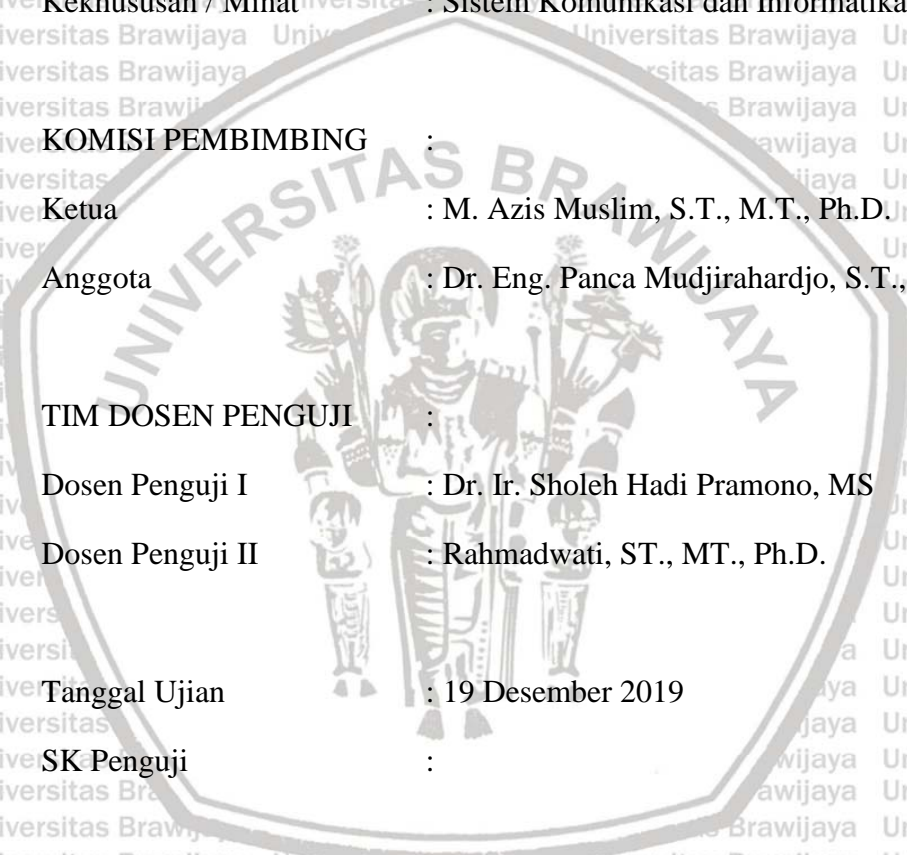 Kekhususan / Minat : Sistem Komunikasi dan Informatika
KOMISI PEMBIMBING :
Ketua : M. Azis Muslim, S.T., M.T., Ph.D.
Anggota : Dr. Eng. Panca Mudjirahardjo, S.T.,
UNIVERSITAS BRAWIJAYA
TIM DOSEN PENGUJI :
Dosen Penguji I : Dr. Ir. Sholeh Hadi Pramono, MS
Dosen Penguji II : Rahmadwati, ST., MT., Ph.D.
Tanggal Ujian : 19 Desember 2019
SK Penguji :